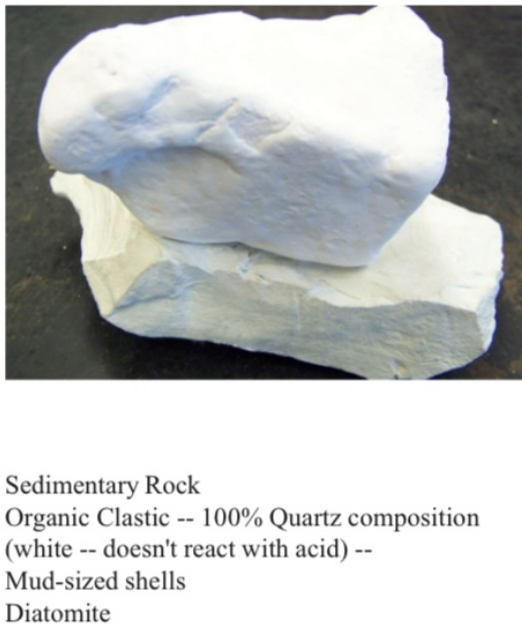 Sedimentary Rock
Organic Clastic -- 100% Quartz composition
(white -- doesn't react with acid) --
Mud-sized shells
Diatomite